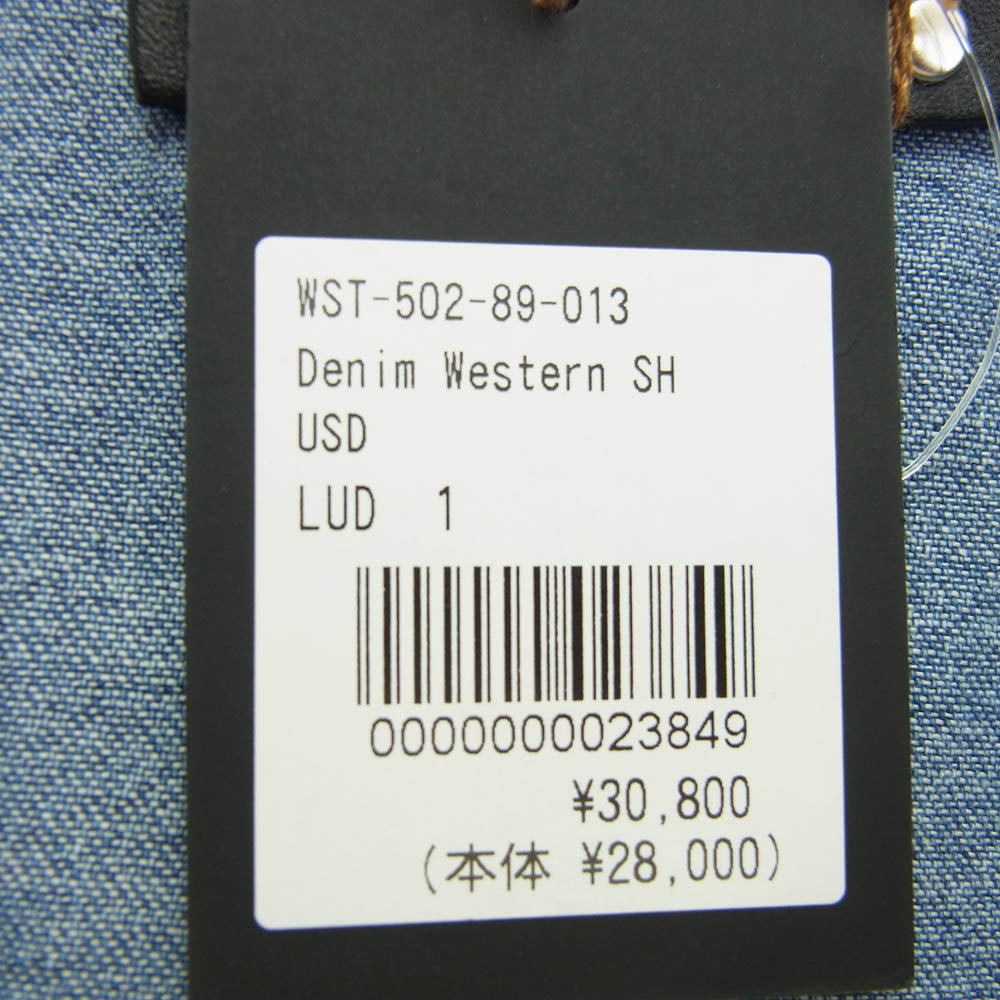 WST-502-89-013
Denim Western SH
USD
LUD 1
0000000023849
¥30,800
(本体 ¥28,000)